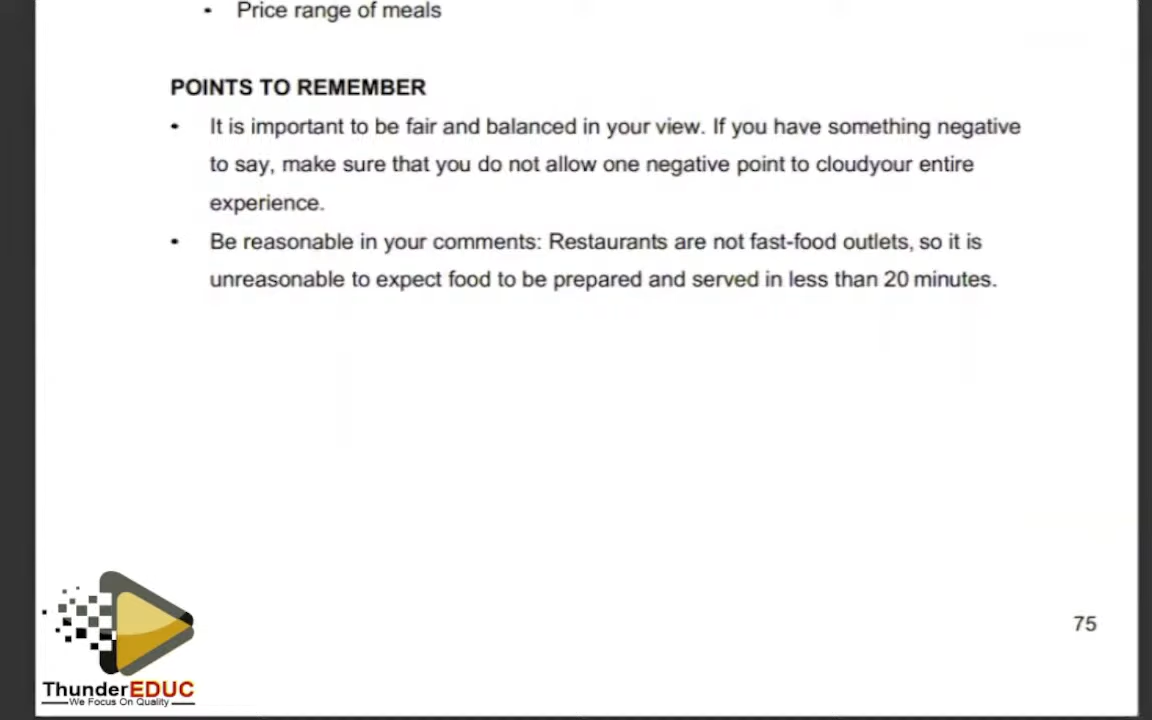 • Price range of meals
POINTS TO REMEMBER
• It is important to be fair and balanced in your view. If you have something negative
to say, make sure that you do not allow one negative point to cloudyour entire
experience.
• Be reasonable in your comments: Restaurants are not fast-food outlets, so it is
unreasonable to expect food to be prepared and served in less than 20 minutes.
75
ThunderEDUC
We Focus On Quality